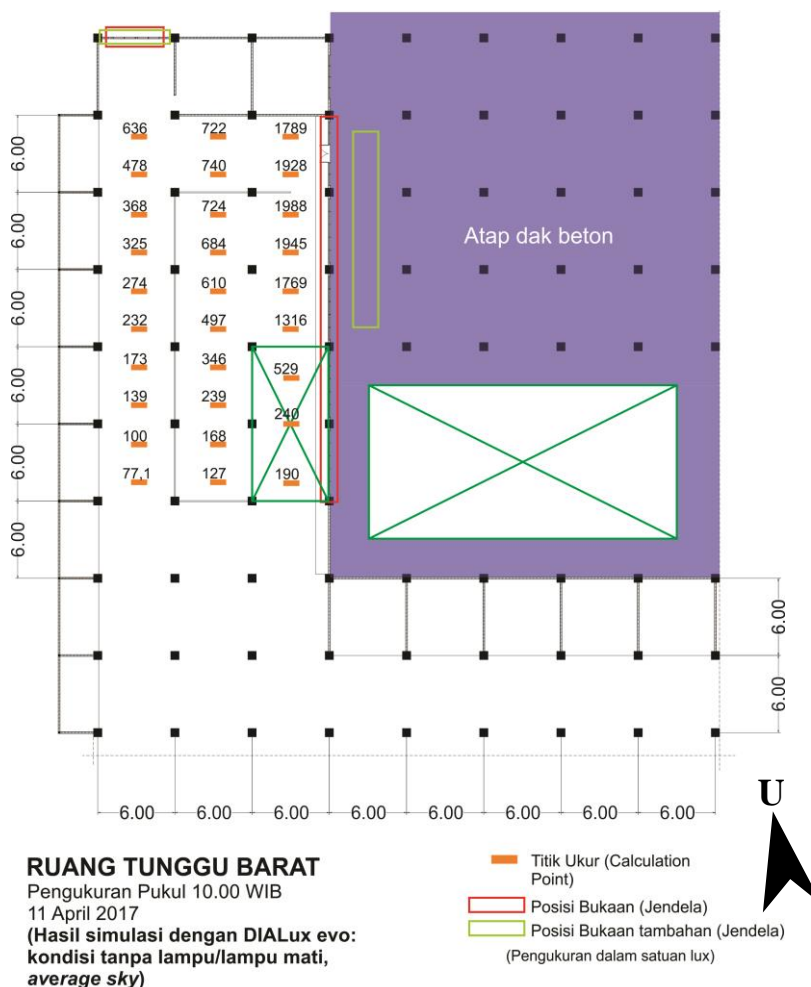 636 722 1789
6.00
478 740 1928
368 724 1988
6.00
Atap dak beton
325 684 1945
274 610 1769
6.00
232 497 1316
173 346 529
6.00
139 239 240
100 168
6.00
77,1 127 190
6.00
6.00
6.00
6.00 6.00 6.00 6.00 6.00 6.00 6.00 6.00
U
RUANG TUNGGU BARAT
Pengukuran Pukul 10.00 WIB
11 April 2017
(Hasil simulasi dengan DIALux evo:
kondisi tanpa lampu/lampu mati,
average sky)
Titik Ukur (Calculation
Point)
Posisi Bukaan (Jendela)
Posisi Bukaan tambahan (Jendela)
(Pengukuran dalam satuan lux)